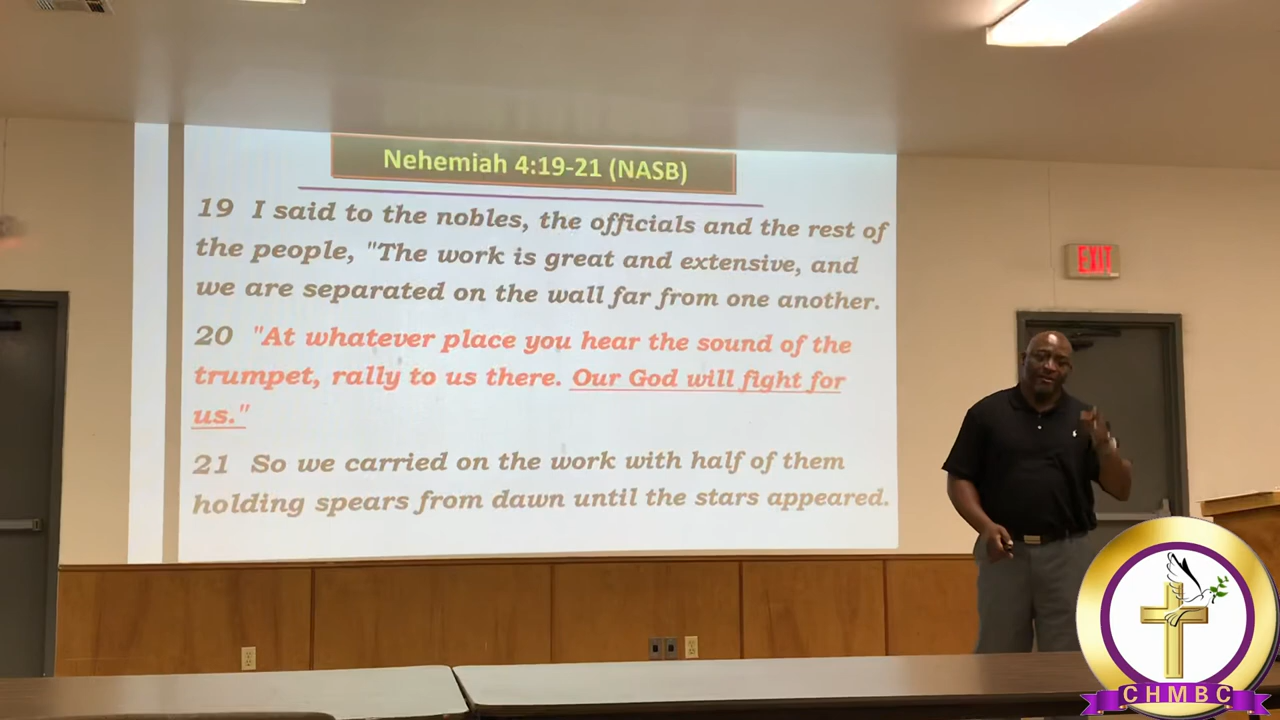 Nehemiah 4:19-21 (NASB)
19 I said to the nobles, the officials and the rest of
the people, "The work is great and extensive, and
we are separated on the wall far from one another.
20 "At whatever place you hear the sound of the
trumpet, rally to us there. Our God will fight for
us."
21 So we carried on the work with half of them
holding spears from dawn until the stars appeared.
EXIT
CHMBC